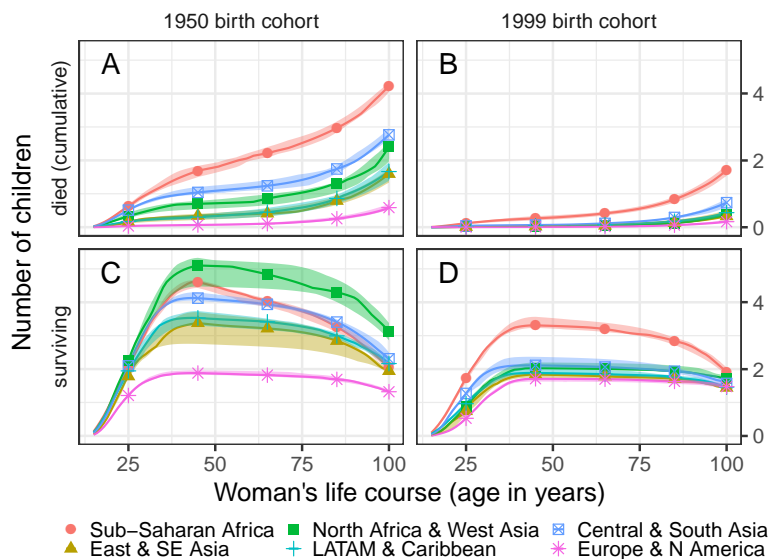 1950 birth cohort
1999 birth cohort
A
B
C
D
Number of children
died (cumulative)
surviving
4
2
0
4
2
0
25
50
75
100
25
50
75
100
Woman's life course (age in years)
Sub−Saharan Africa
North Africa & West Asia
Central & South Asia
East & SE Asia
LATAM & Caribbean
Europe & N America